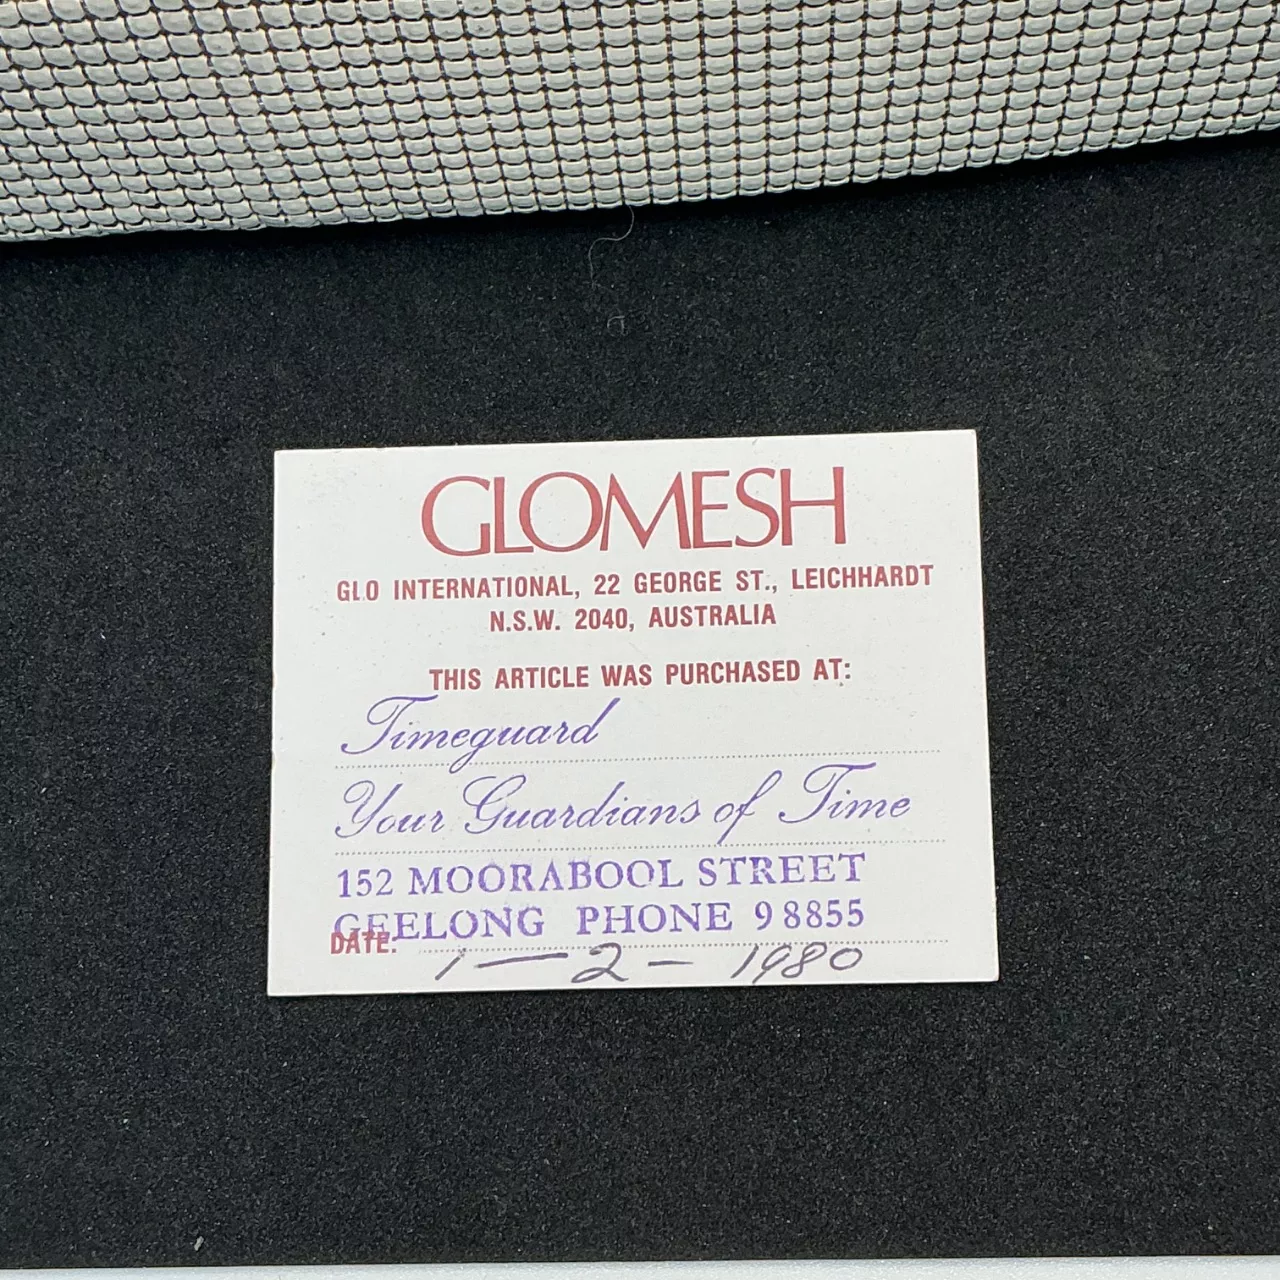 GLOMESH
GLO INTERNATIONAL, 22 GEORGE ST., LEICHHARDT
N.S.W. 2040, AUSTRALIA
THIS ARTICLE WAS PURCHASED AT:
Timeguard
Your Guardians of Time
152 MOORABOOL STREET
GEELONG PHONE 98855
DATE: 1 — 2 — 1980